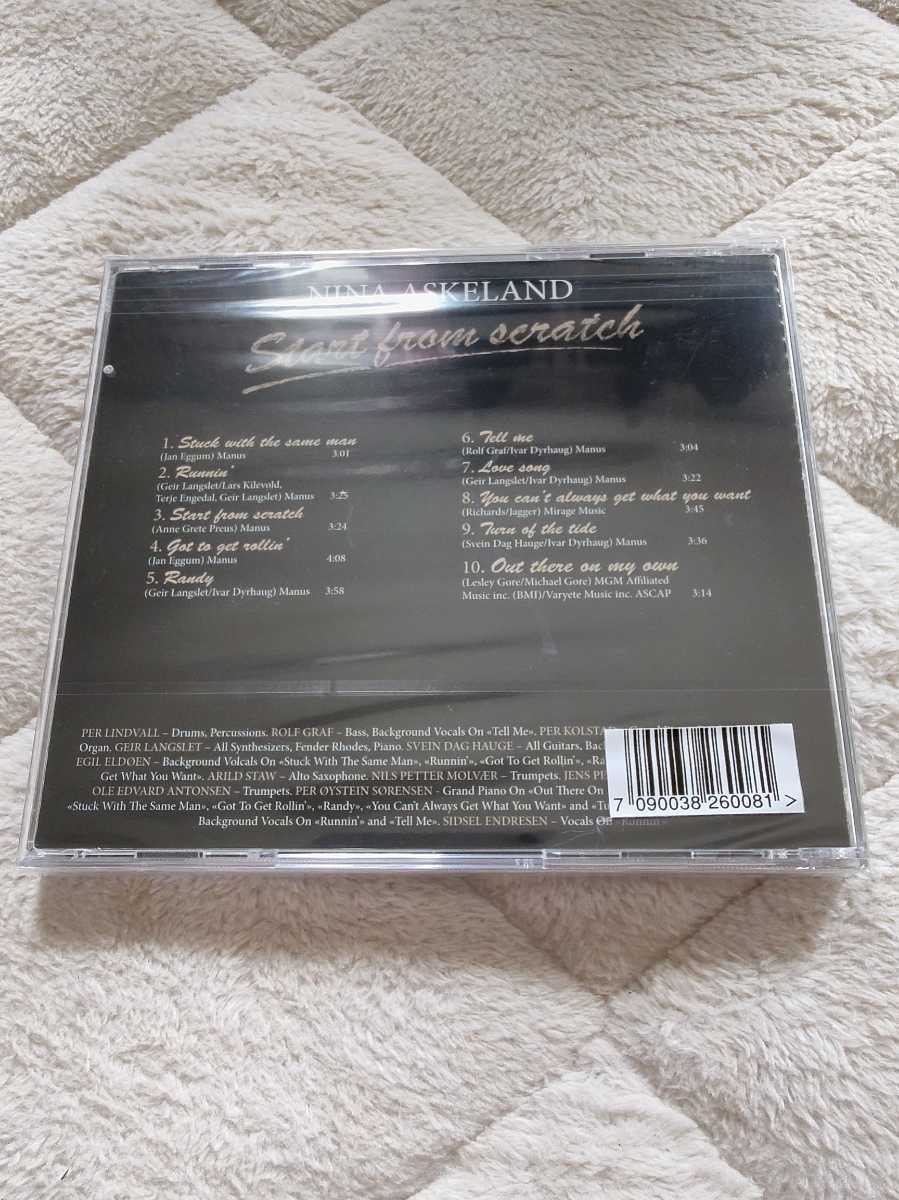 NINA ASKELAND
Start from scratch
1. Stuck with the same man
(Jan Eggum) Manus 3:01
2. Runnin'
(Geir Langslet/Lars Kilevold,
Terje Engedal, Geir Langslet) Manus 3:25
3. Start from scratch
(Anne Grete Preus) Manus 3:24
4. Got to get rollin'
(Jan Eggum) Manus 4:08
5. Randy
(Geir Langslet/Ivar Dyrhaug) Manus 3:58
6. Tell me
(Rolf Graf/Ivar Dyrhaug) Manus 3:04
7. Love song
(Geir Langslet/Ivar Dyrhaug) Manus 3:22
8. You can't always get what you want
(Richards/Jagger) Mirage Music 3:45
9. Turn of the tide
(Svein Dag Hauge/Ivar Dyrhaug) Manus 3:36
10. Out there on my own
(Lesley Gore/Michael Gore) MGM Affiliated
Music inc. (BMI)/Varyete Music inc. ASCAP 3:14
PER LINDVALL – Drums, Percussions. ROLF GRAF – Bass, Background Vocals On «Tell Me». PER KOLSTAD
Organ. GEIR LANGSLET – All Synthesizers, Fender Rhodes, Piano. SVEIN DAG HAUGE – All Guitars,
EGIL ELDØEN – Background Volcals On «Stuck With The Same Man», «Runnin'», «Got To Get Rollin'»,
Get What You Want». ARILD STAW – Alto Saxophone. NILS PETTER MOLVÆR – Trumpets. JENS
OLE EDVARD ANTONSEN – Trumpets. PER ØYSTEIN SØRENSEN - Grand Piano On «Out There On
«Stuck With The Same Man», «Got To Get Rollin'», «Randy», «You Can't Always Get What You Want» and
Background Vocals On «Runnin'» and «Tell Me». SIDSEL ENDRESEN – Vocals On «Runnin'»
7 090038 260081 >